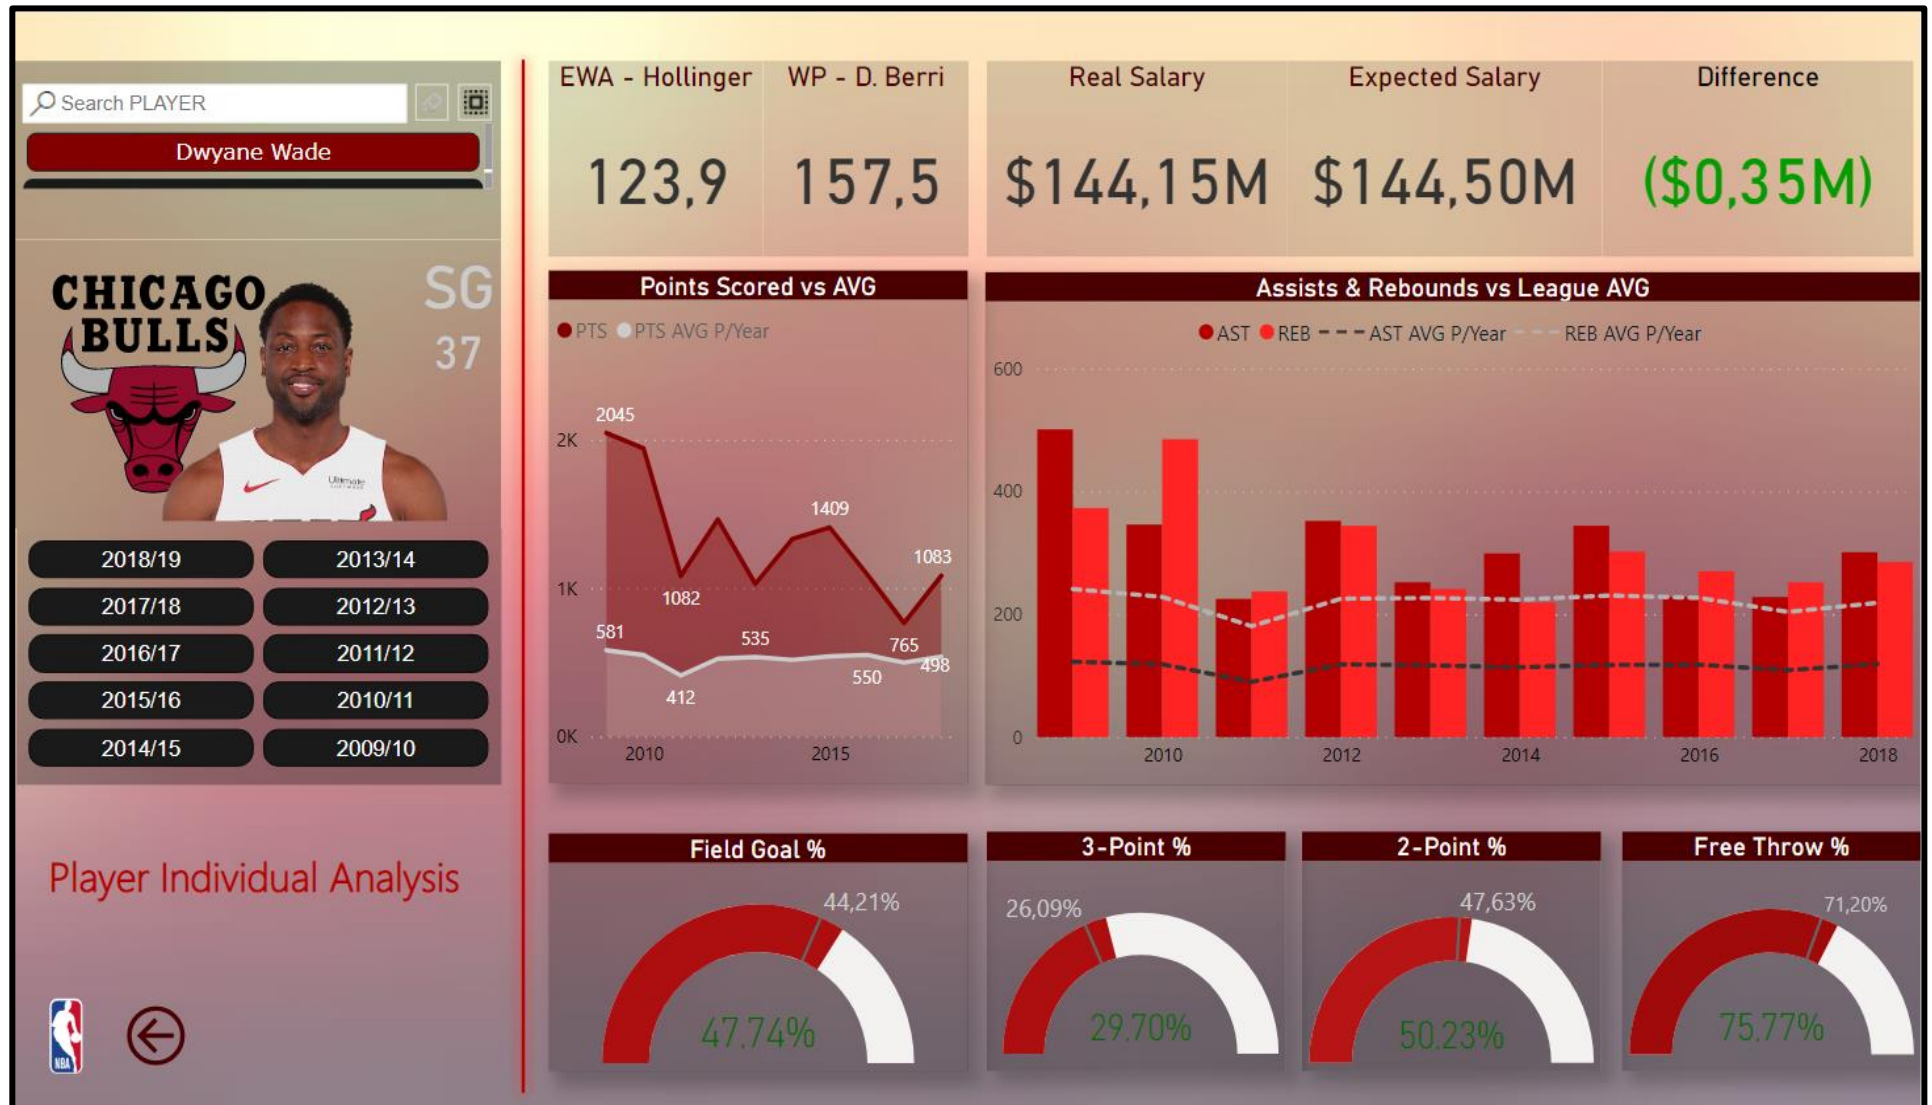 Search PLAYER
Dwyane Wade
CHICAGO
BULLS
SG
37
Ultimate
2018/19
2013/14
2017/18
2012/13
2016/17
2011/12
2015/16
2010/11
2014/15
2009/10
Player Individual Analysis
NBA
EWA - Hollinger
123,9
WP - D. Berri
157,5
Real Salary
$144,15M
Expected Salary
$144,50M
Difference
($0,35M)
Points Scored vs AVG
PTS PTS AVG P/Year
2045
2K
1409
1083
1K
1082
581
535
765
498
550
412
0K
2010 2015
Assists & Rebounds vs League AVG
AST REB AST AVG P/Year REB AVG P/Year
600
400
200
0
2010 2012 2014 2016 2018
Field Goal %
44,21%
47,74%
3-Point %
26,09%
29,70%
2-Point %
47,63%
50,23%
Free Throw %
71,20%
75,77%